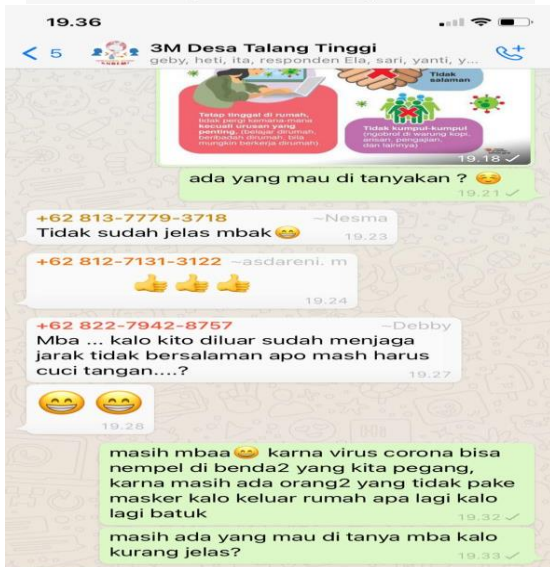 19.36
5
3M Desa Talang Tinggi
geby, heti, ita, responden Ela, sari, yanti, y...
Tidak
salaman
Tetap tinggal di rumah,
tidak pergi kemana-mana
kecuali urusan yang
penting, (belajar dirumah,
beribadah dirumah, bila
mungkin berkerja dirumah)
Tidak kumpul-kumpul
(ngobrol di warung kopi,
arisan, pengajian,
dan lainnya)
19.18
ada yang mau di tanyakan ? ☺️
19.21
+62 813-7779-3718 ~Nesma
Tidak sudah jelas mbak😁
19.23
+62 812-7131-3122 ~asdareni. m
👍👍👍
19.24
+62 822-7942-8757 ~Debby
Mba ... kalo kito diluar sudah menjaga
jarak tidak bersalaman apo mash harus
cuci tangan....?
19.27
😄😄
19.28
masih mbaa😊 karna virus corona bisa
nempel di benda2 yang kita pegang,
karna masih ada orang2 yang tidak pake
masker kalo keluar rumah apa lagi kalo
lagi batuk
19.32
masih ada yang mau di tanya mba kalo
kurang jelas?
19.33